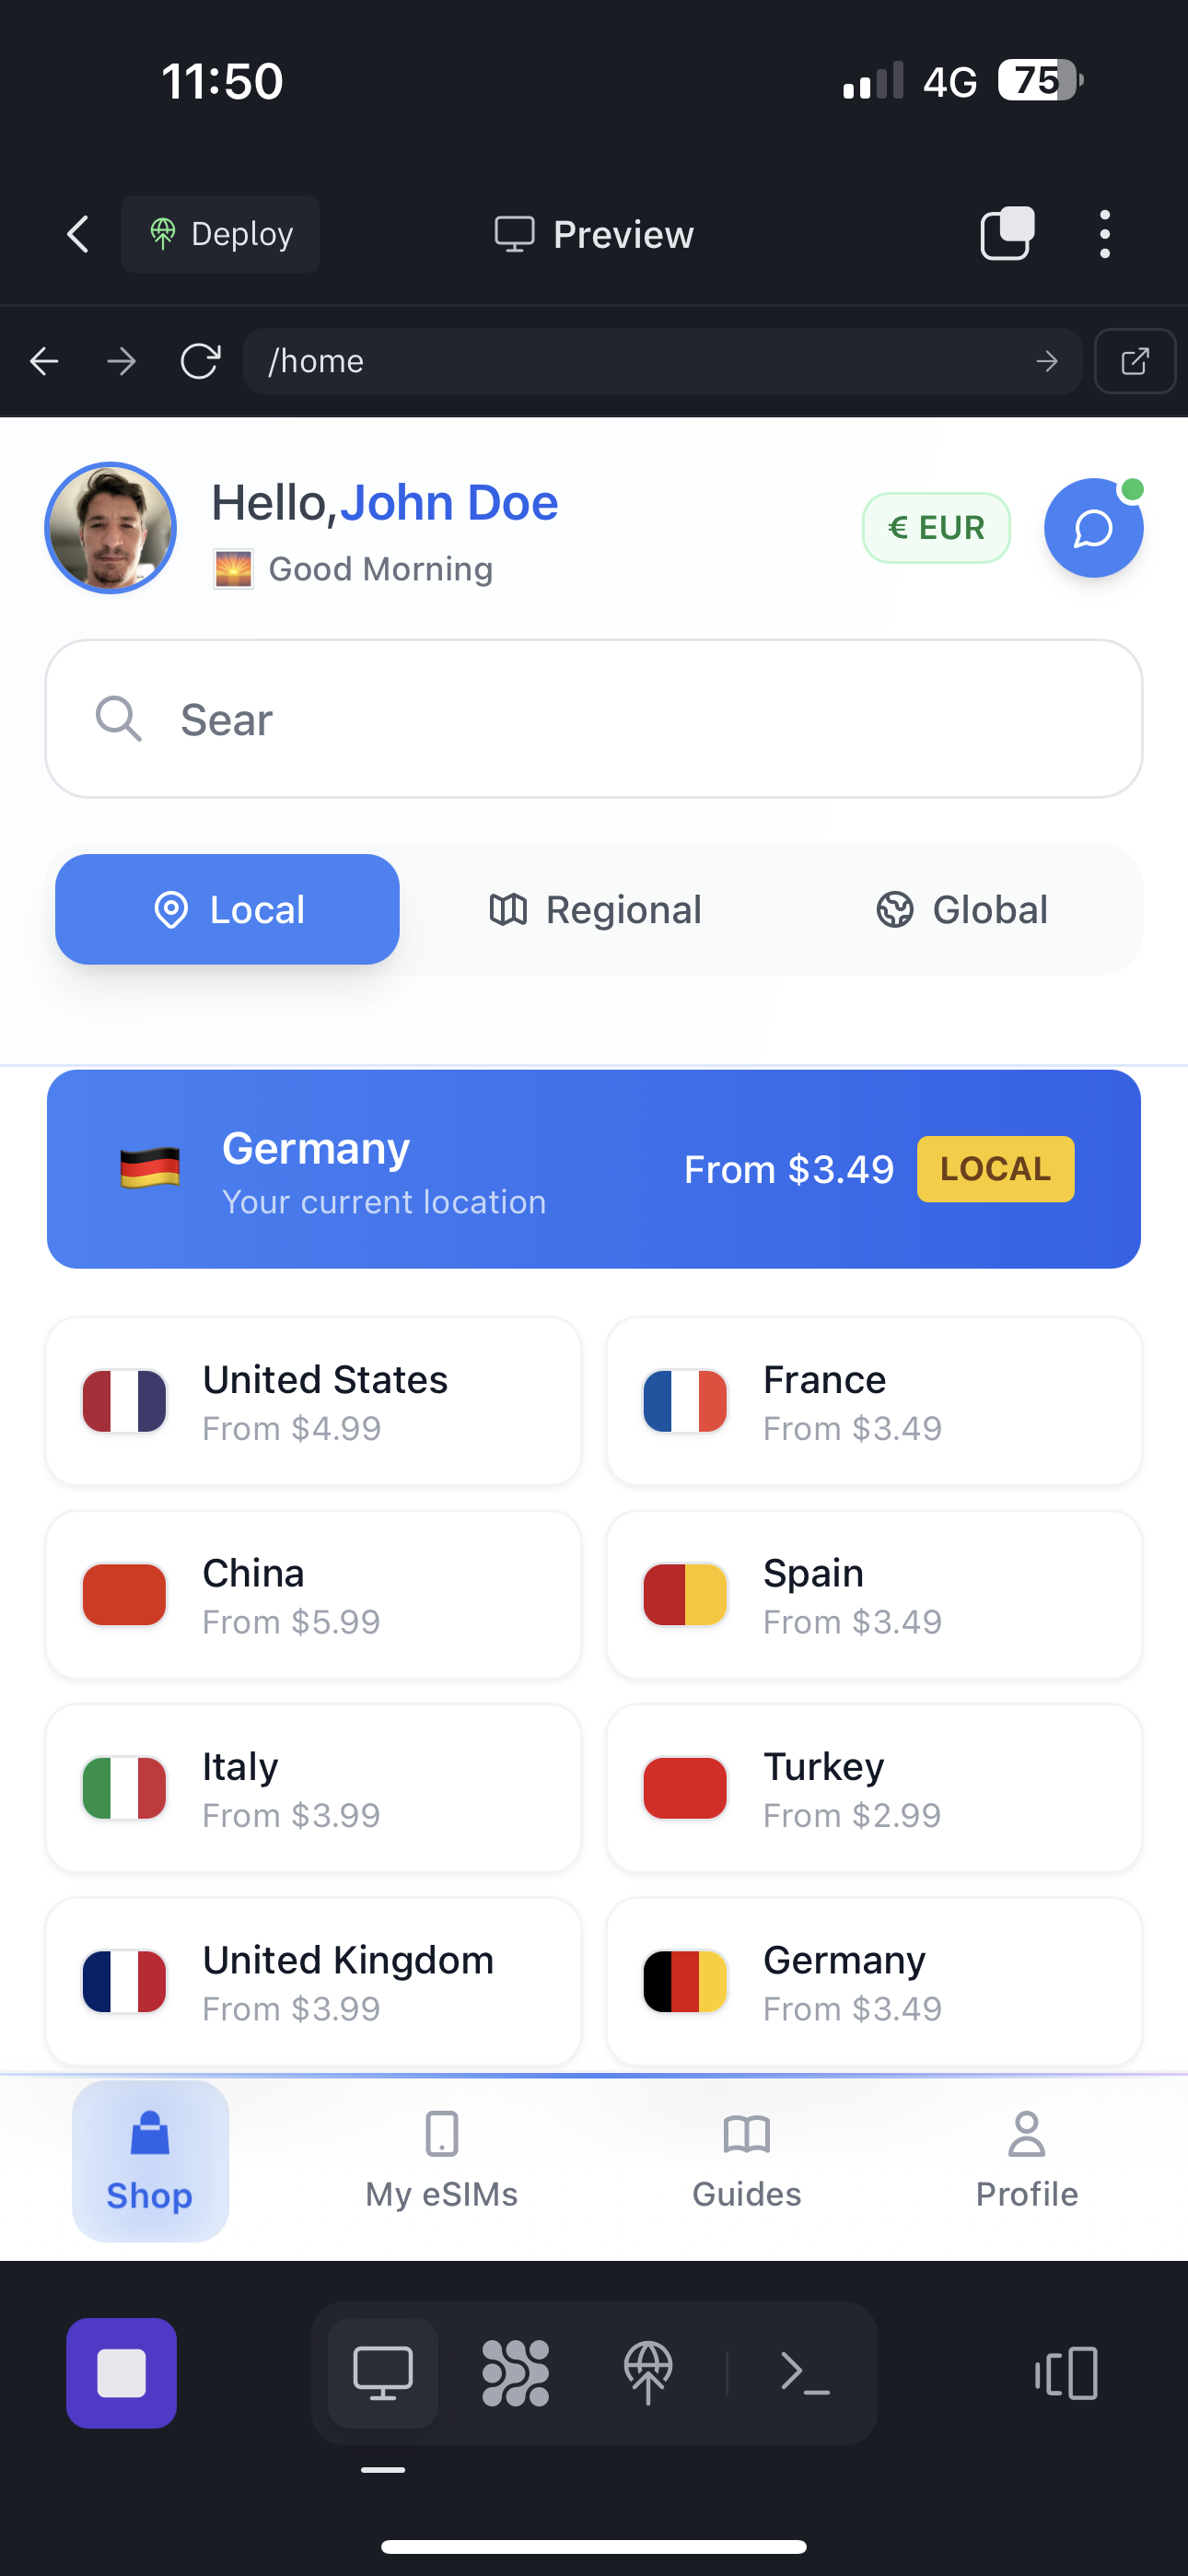 11:50
4G 75
Deploy
Preview
/home
Hello,John Doe
Good Morning
€ EUR
Sear
Local
Regional
Global
Germany
Your current location
From $3.49
LOCAL
United States
From $4.99
France
From $3.49
China
From $5.99
Spain
From $3.49
Italy
From $3.99
Turkey
From $2.99
United Kingdom
From $3.99
Germany
From $3.49
Shop
My eSIMs
Guides
Profile